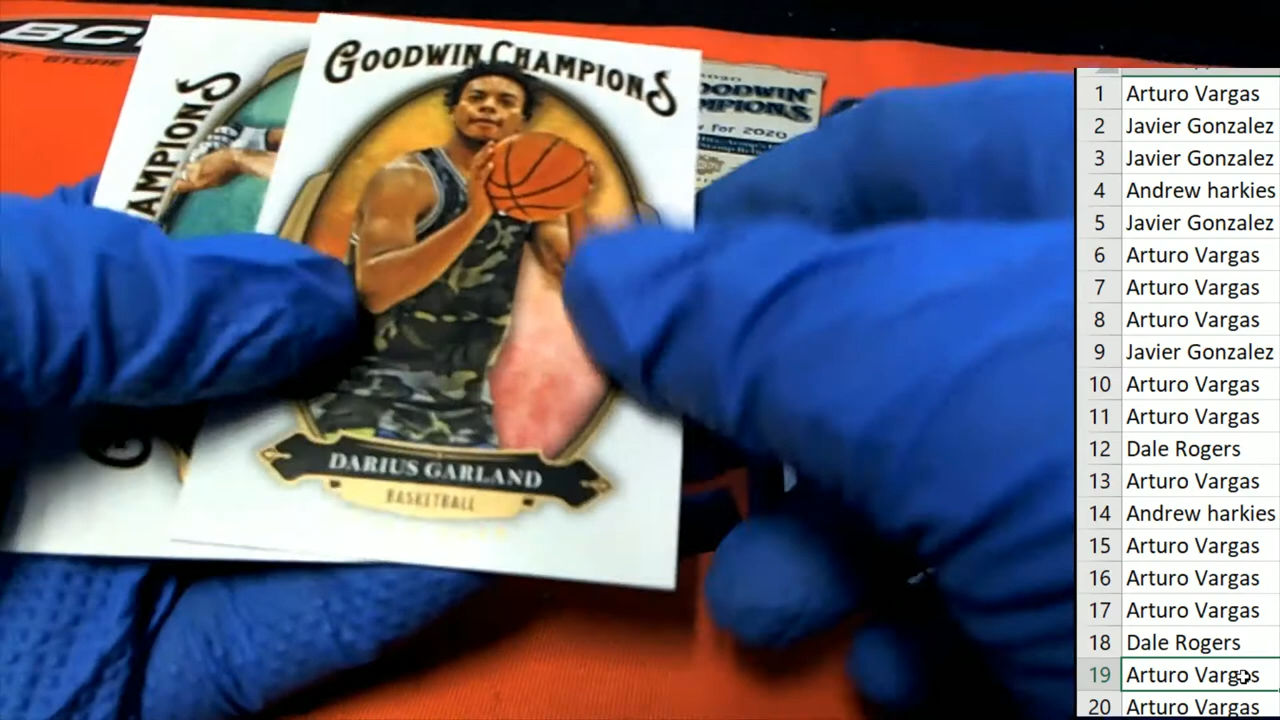 BC
STORE
CHAMPIONS
GOODWIN CHAMPIONS
2020
GOODWIN
CHAMPIONS
for 2020
DARIUS GARLAND
BASKETBALL
1 Arturo Vargas
2 Javier Gonzalez
3 Javier Gonzalez
4 Andrew harkies
5 Javier Gonzalez
6 Arturo Vargas
7 Arturo Vargas
8 Arturo Vargas
9 Javier Gonzalez
10 Arturo Vargas
11 Arturo Vargas
12 Dale Rogers
13 Arturo Vargas
14 Andrew harkies
15 Arturo Vargas
16 Arturo Vargas
17 Arturo Vargas
18 Dale Rogers
19 Arturo Vargas
20 Arturo Vargas